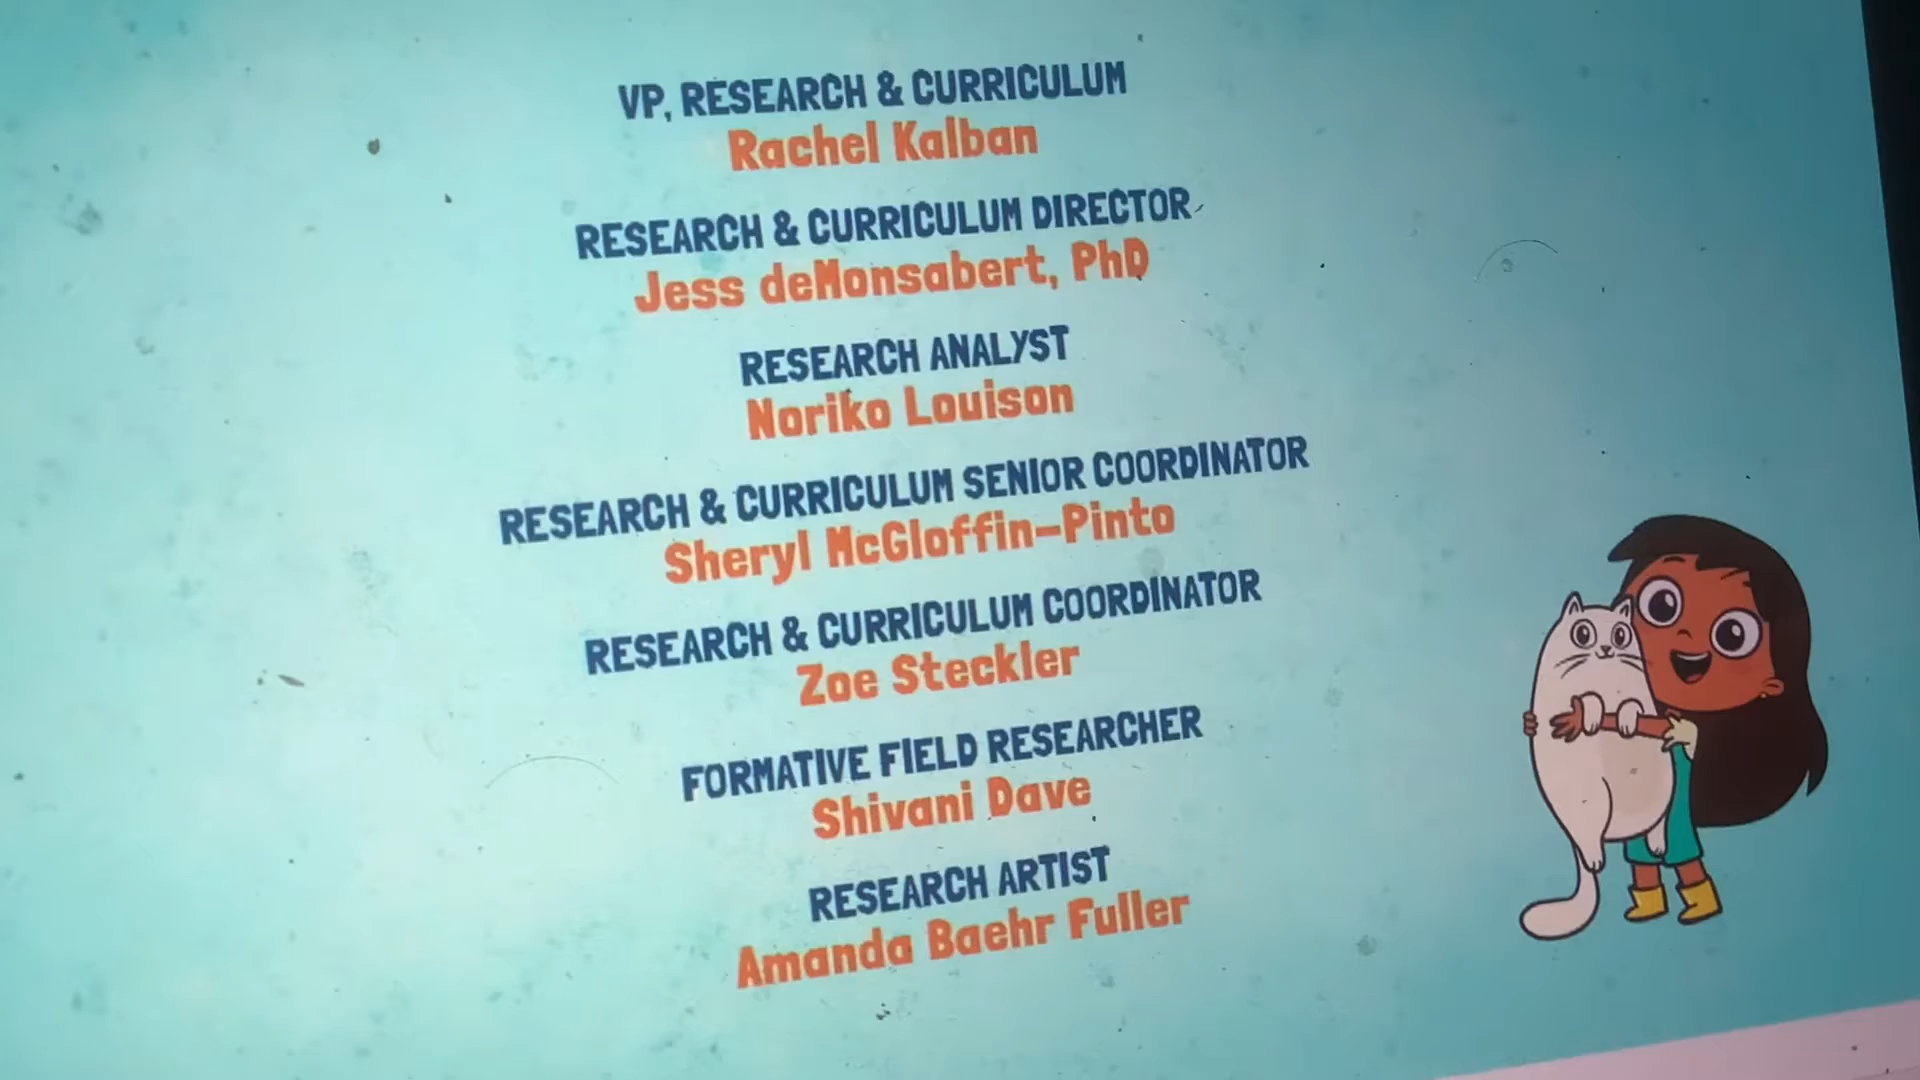 VP, RESEARCH & CURRICULUM
Rachel Kalban
RESEARCH & CURRICULUM DIRECTOR
Jess deMonsabert, PhD
RESEARCH ANALYST
Noriko Louison
RESEARCH & CURRICULUM SENIOR COORDINATOR
Sheryl McGloffin-Pinto
RESEARCH & CURRICULUM COORDINATOR
Zoe Steckler
FORMATIVE FIELD RESEARCHER
Shivani Dave
RESEARCH ARTIST
Amanda Baehr Fuller